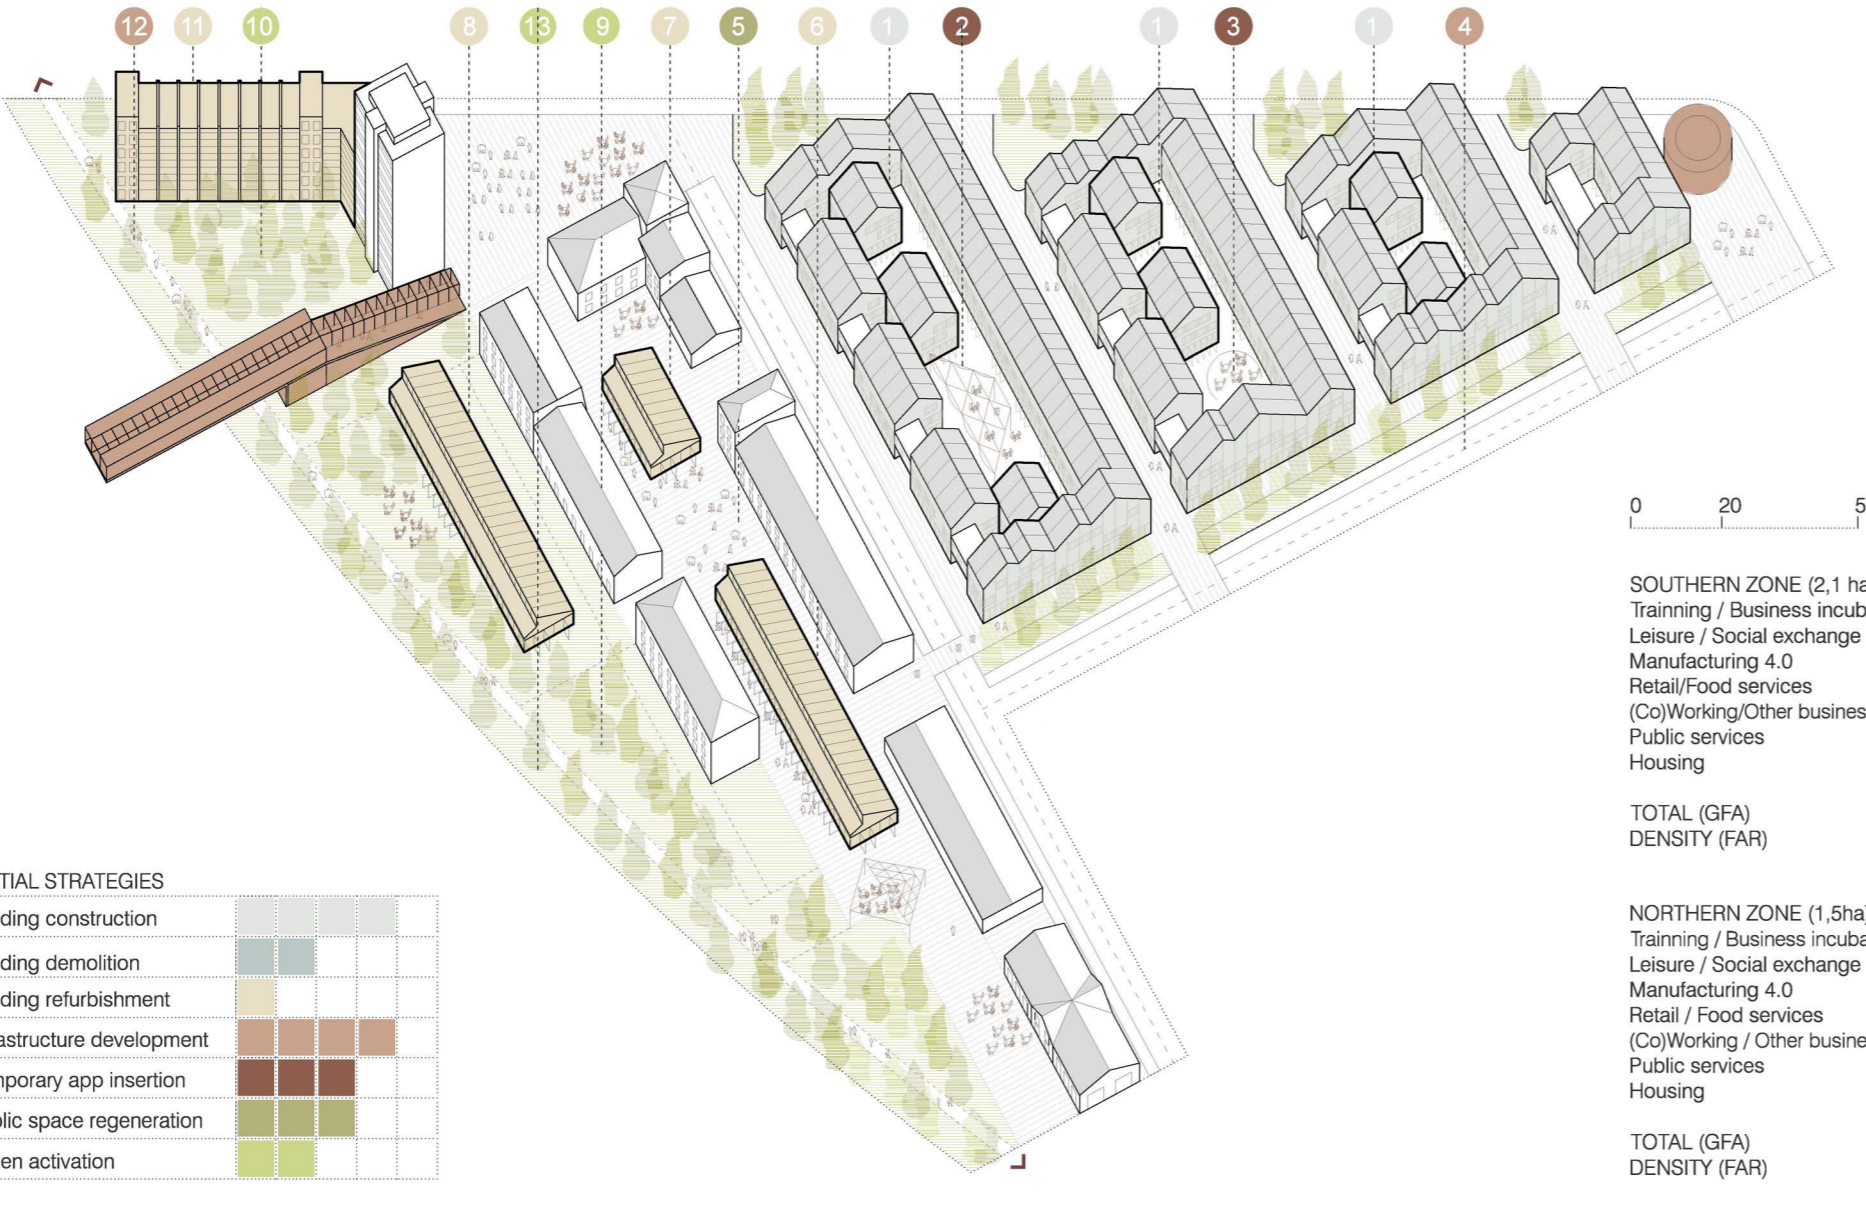 12 11 10 8 13 9 7 5 6 1 2 1 3 1 4
0 20 5
SOUTHERN ZONE (2,1 ha
Trainning / Business incub
Leisure / Social exchange
Manufacturing 4.0
Retail/Food services
(Co)Working/Other busines
Public services
Housing
TOTAL (GFA)
DENSITY (FAR)
NORTHERN ZONE (1,5ha)
Trainning / Business incuba
Leisure / Social exchange
Manufacturing 4.0
Retail / Food services
(Co)Working / Other busine
Public services
Housing
TOTAL (GFA)
DENSITY (FAR)
TIAL STRATEGIES
ding construction
ding demolition
ding refurbishment
astructure development
nporary app insertion
blic space regeneration
en activation